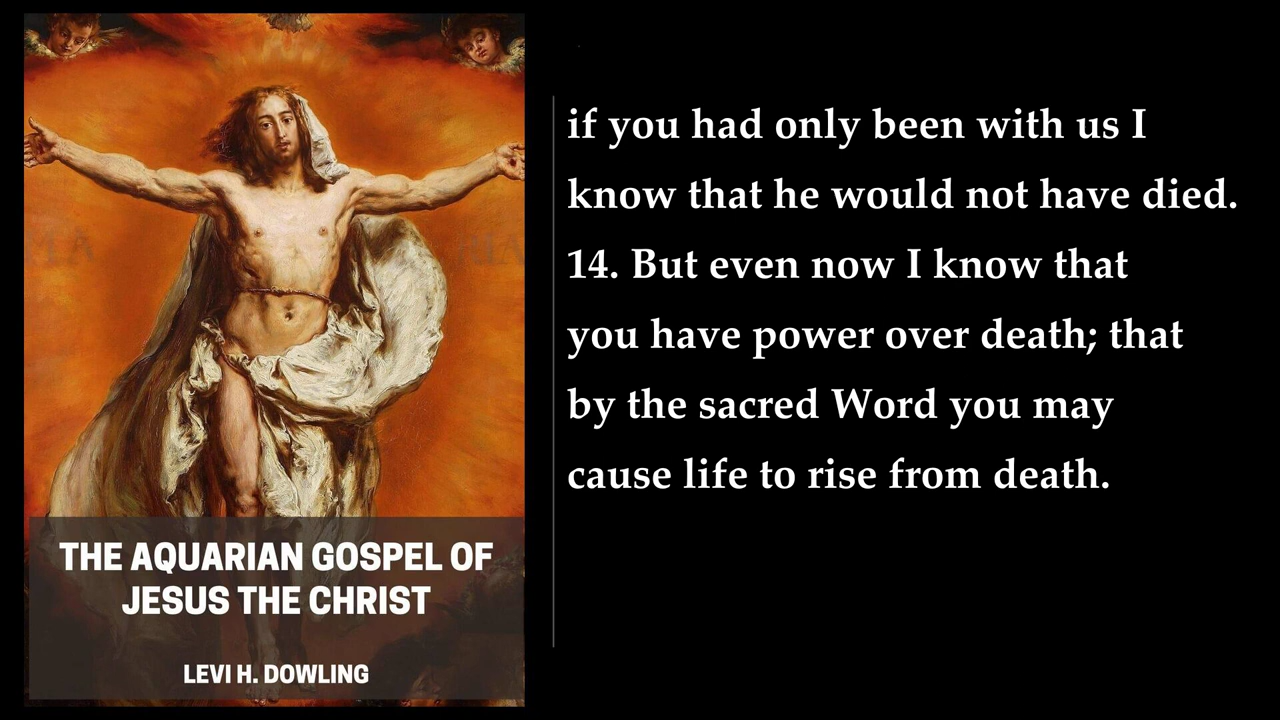 THE AQUARIAN GOSPEL OF
JESUS THE CHRIST
LEVI H. DOWLING
if you had only been with us I
know that he would not have died.
14. But even now I know that
you have power over death; that
by the sacred Word you may
cause life to rise from death.